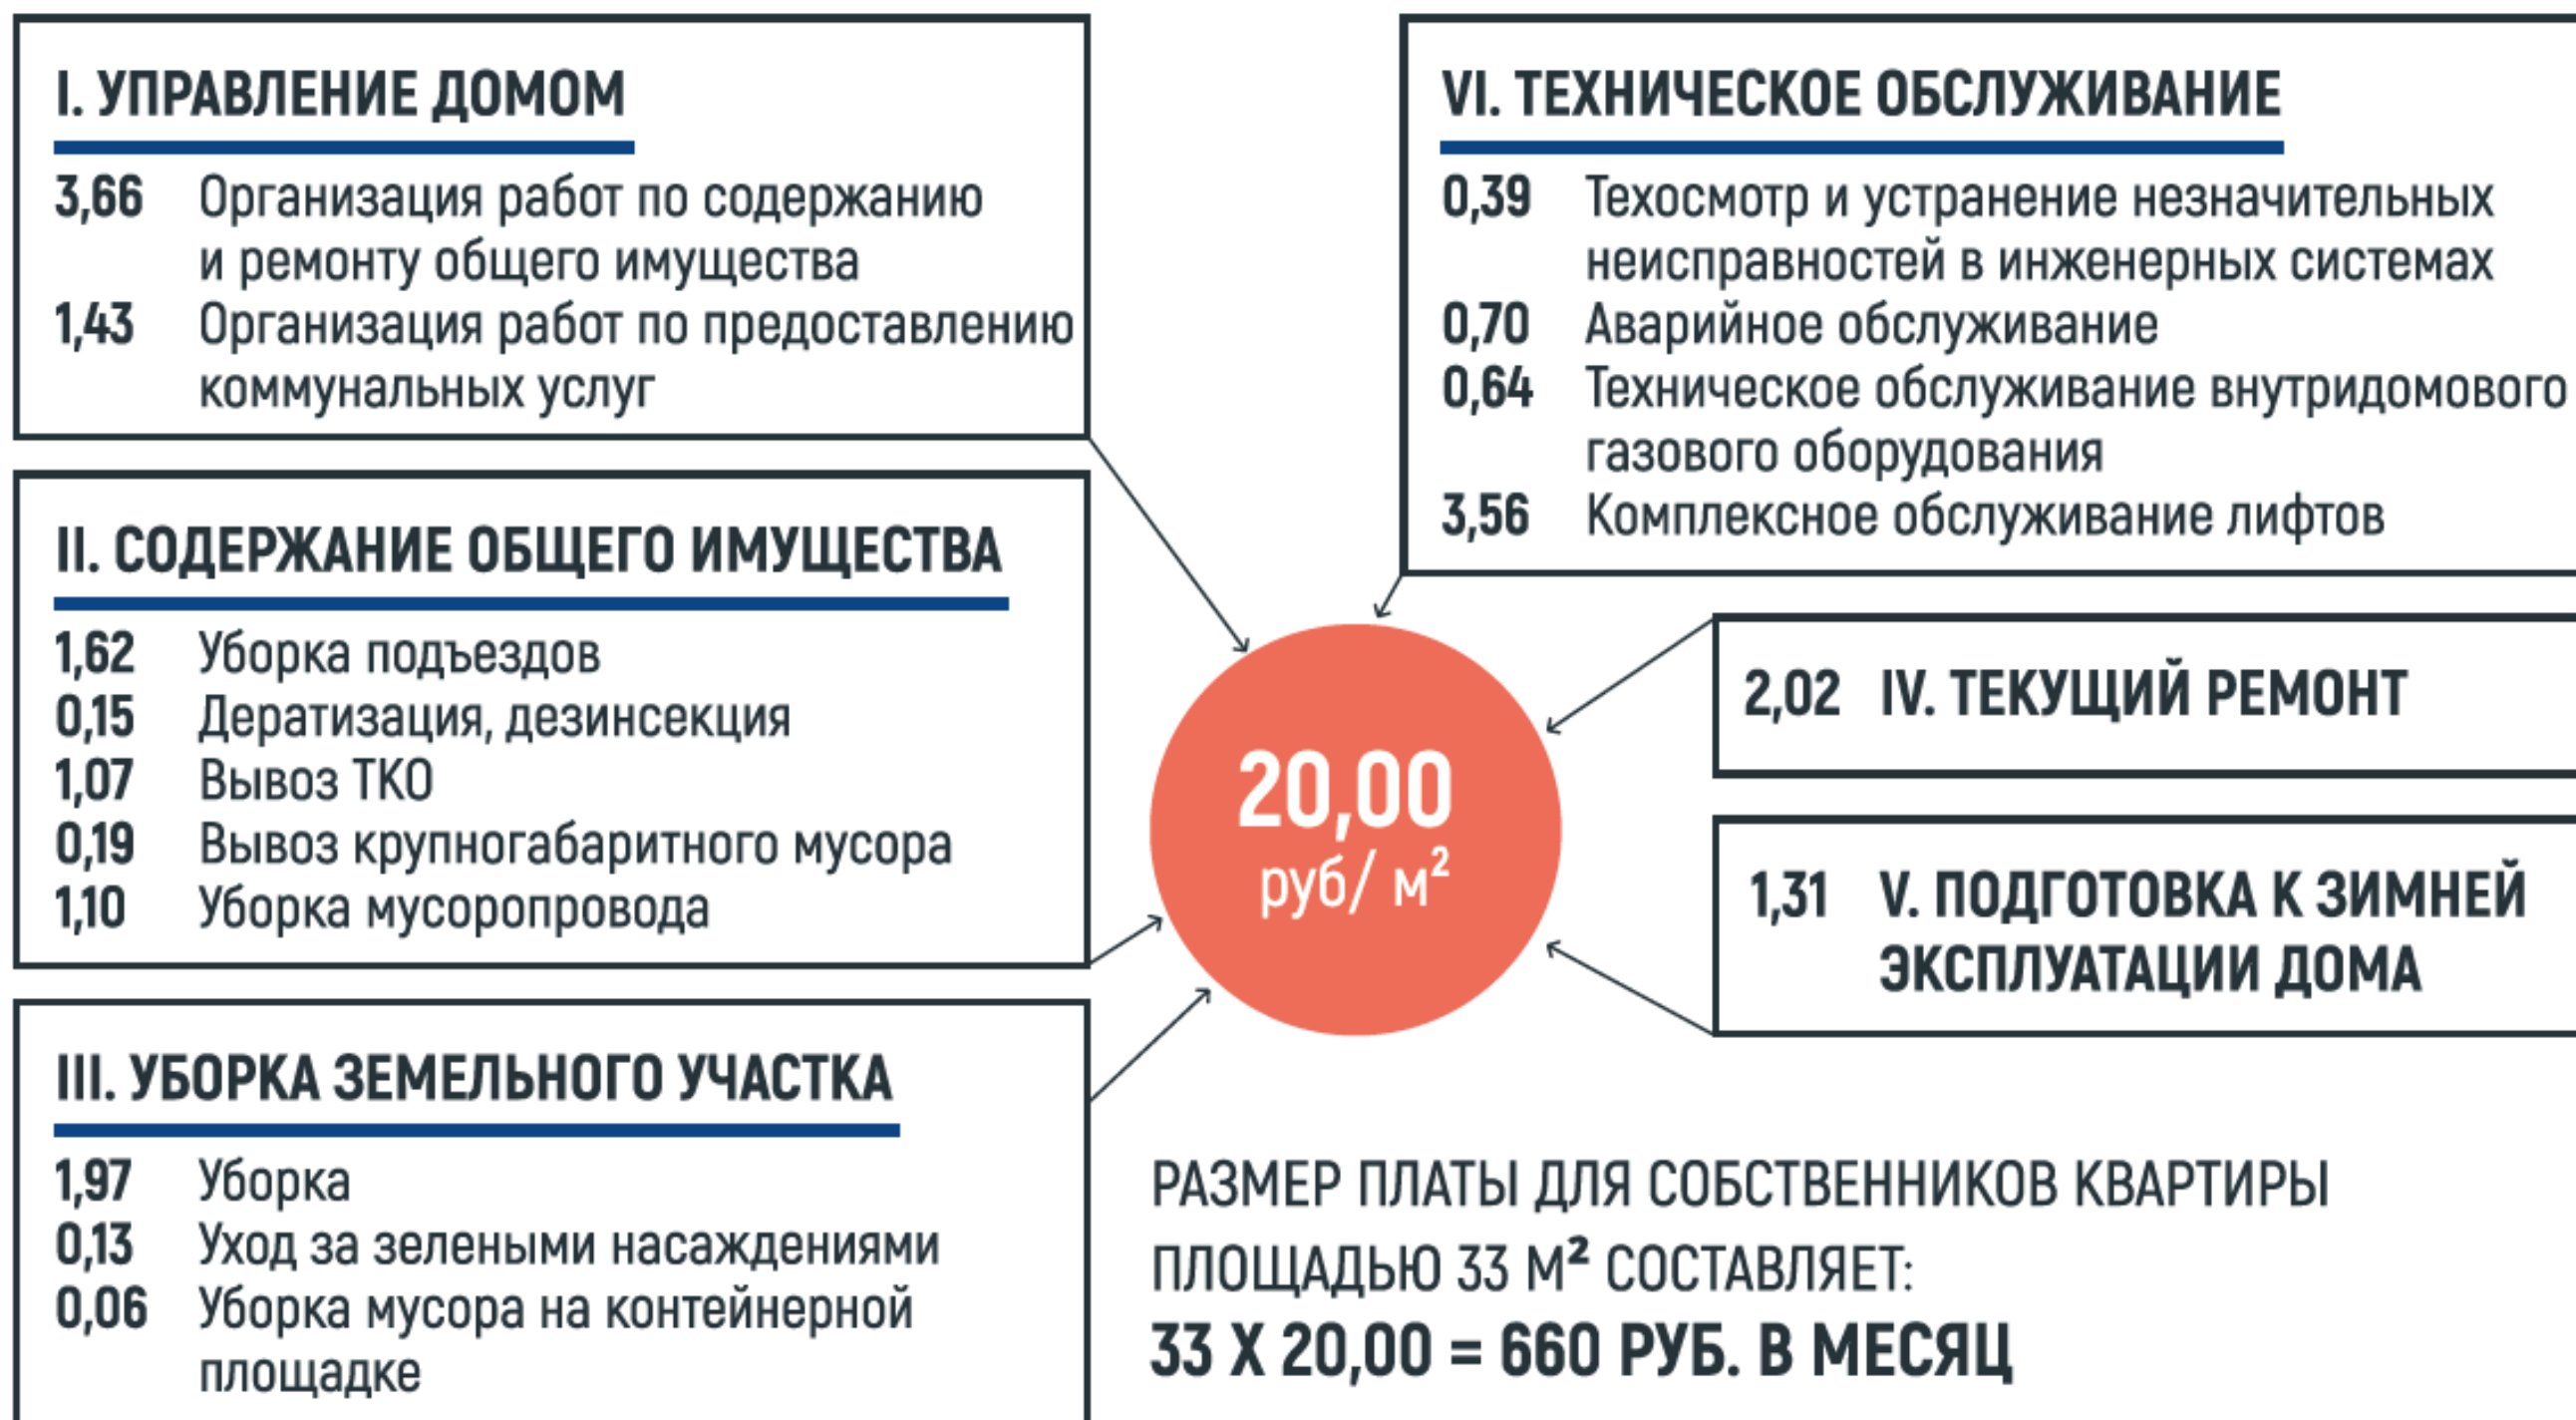 I. УПРАВЛЕНИЕ ДОМОМ
3,66 Организация работ по содержанию
и ремонту общего имущества
1,43 Организация работ по предоставлению
коммунальных услуг
II. СОДЕРЖАНИЕ ОБЩЕГО ИМУЩЕСТВА
1,62 Уборка подъездов
0,15 Дератизация, дезинсекция
1,07 Вывоз ТКО
0,19 Вывоз крупногабаритного мусора
1,10 Уборка мусоропровода
III. УБОРКА ЗЕМЕЛЬНОГО УЧАСТКА
1,97 Уборка
0,13 Уход за зелеными насаждениями
0,06 Уборка мусора на контейнерной
площадке
VI. ТЕХНИЧЕСКОЕ ОБСЛУЖИВАНИЕ
0,39 Техосмотр и устранение незначительных
неисправностей в инженерных системах
0,70 Аварийное обслуживание
0,64 Техническое обслуживание внутридомового
газового оборудования
3,56 Комплексное обслуживание лифтов
2,02 IV. ТЕКУЩИЙ РЕМОНТ
1,31 V. ПОДГОТОВКА К ЗИМНЕЙ
ЭКСПЛУАТАЦИИ ДОМА
20,00
руб/ м²
РАЗМЕР ПЛАТЫ ДЛЯ СОБСТВЕННИКОВ КВАРТИРЫ
ПЛОЩАДЬЮ 33 М² СОСТАВЛЯЕТ:
33 Х 20,00 = 660 РУБ. В МЕСЯЦ